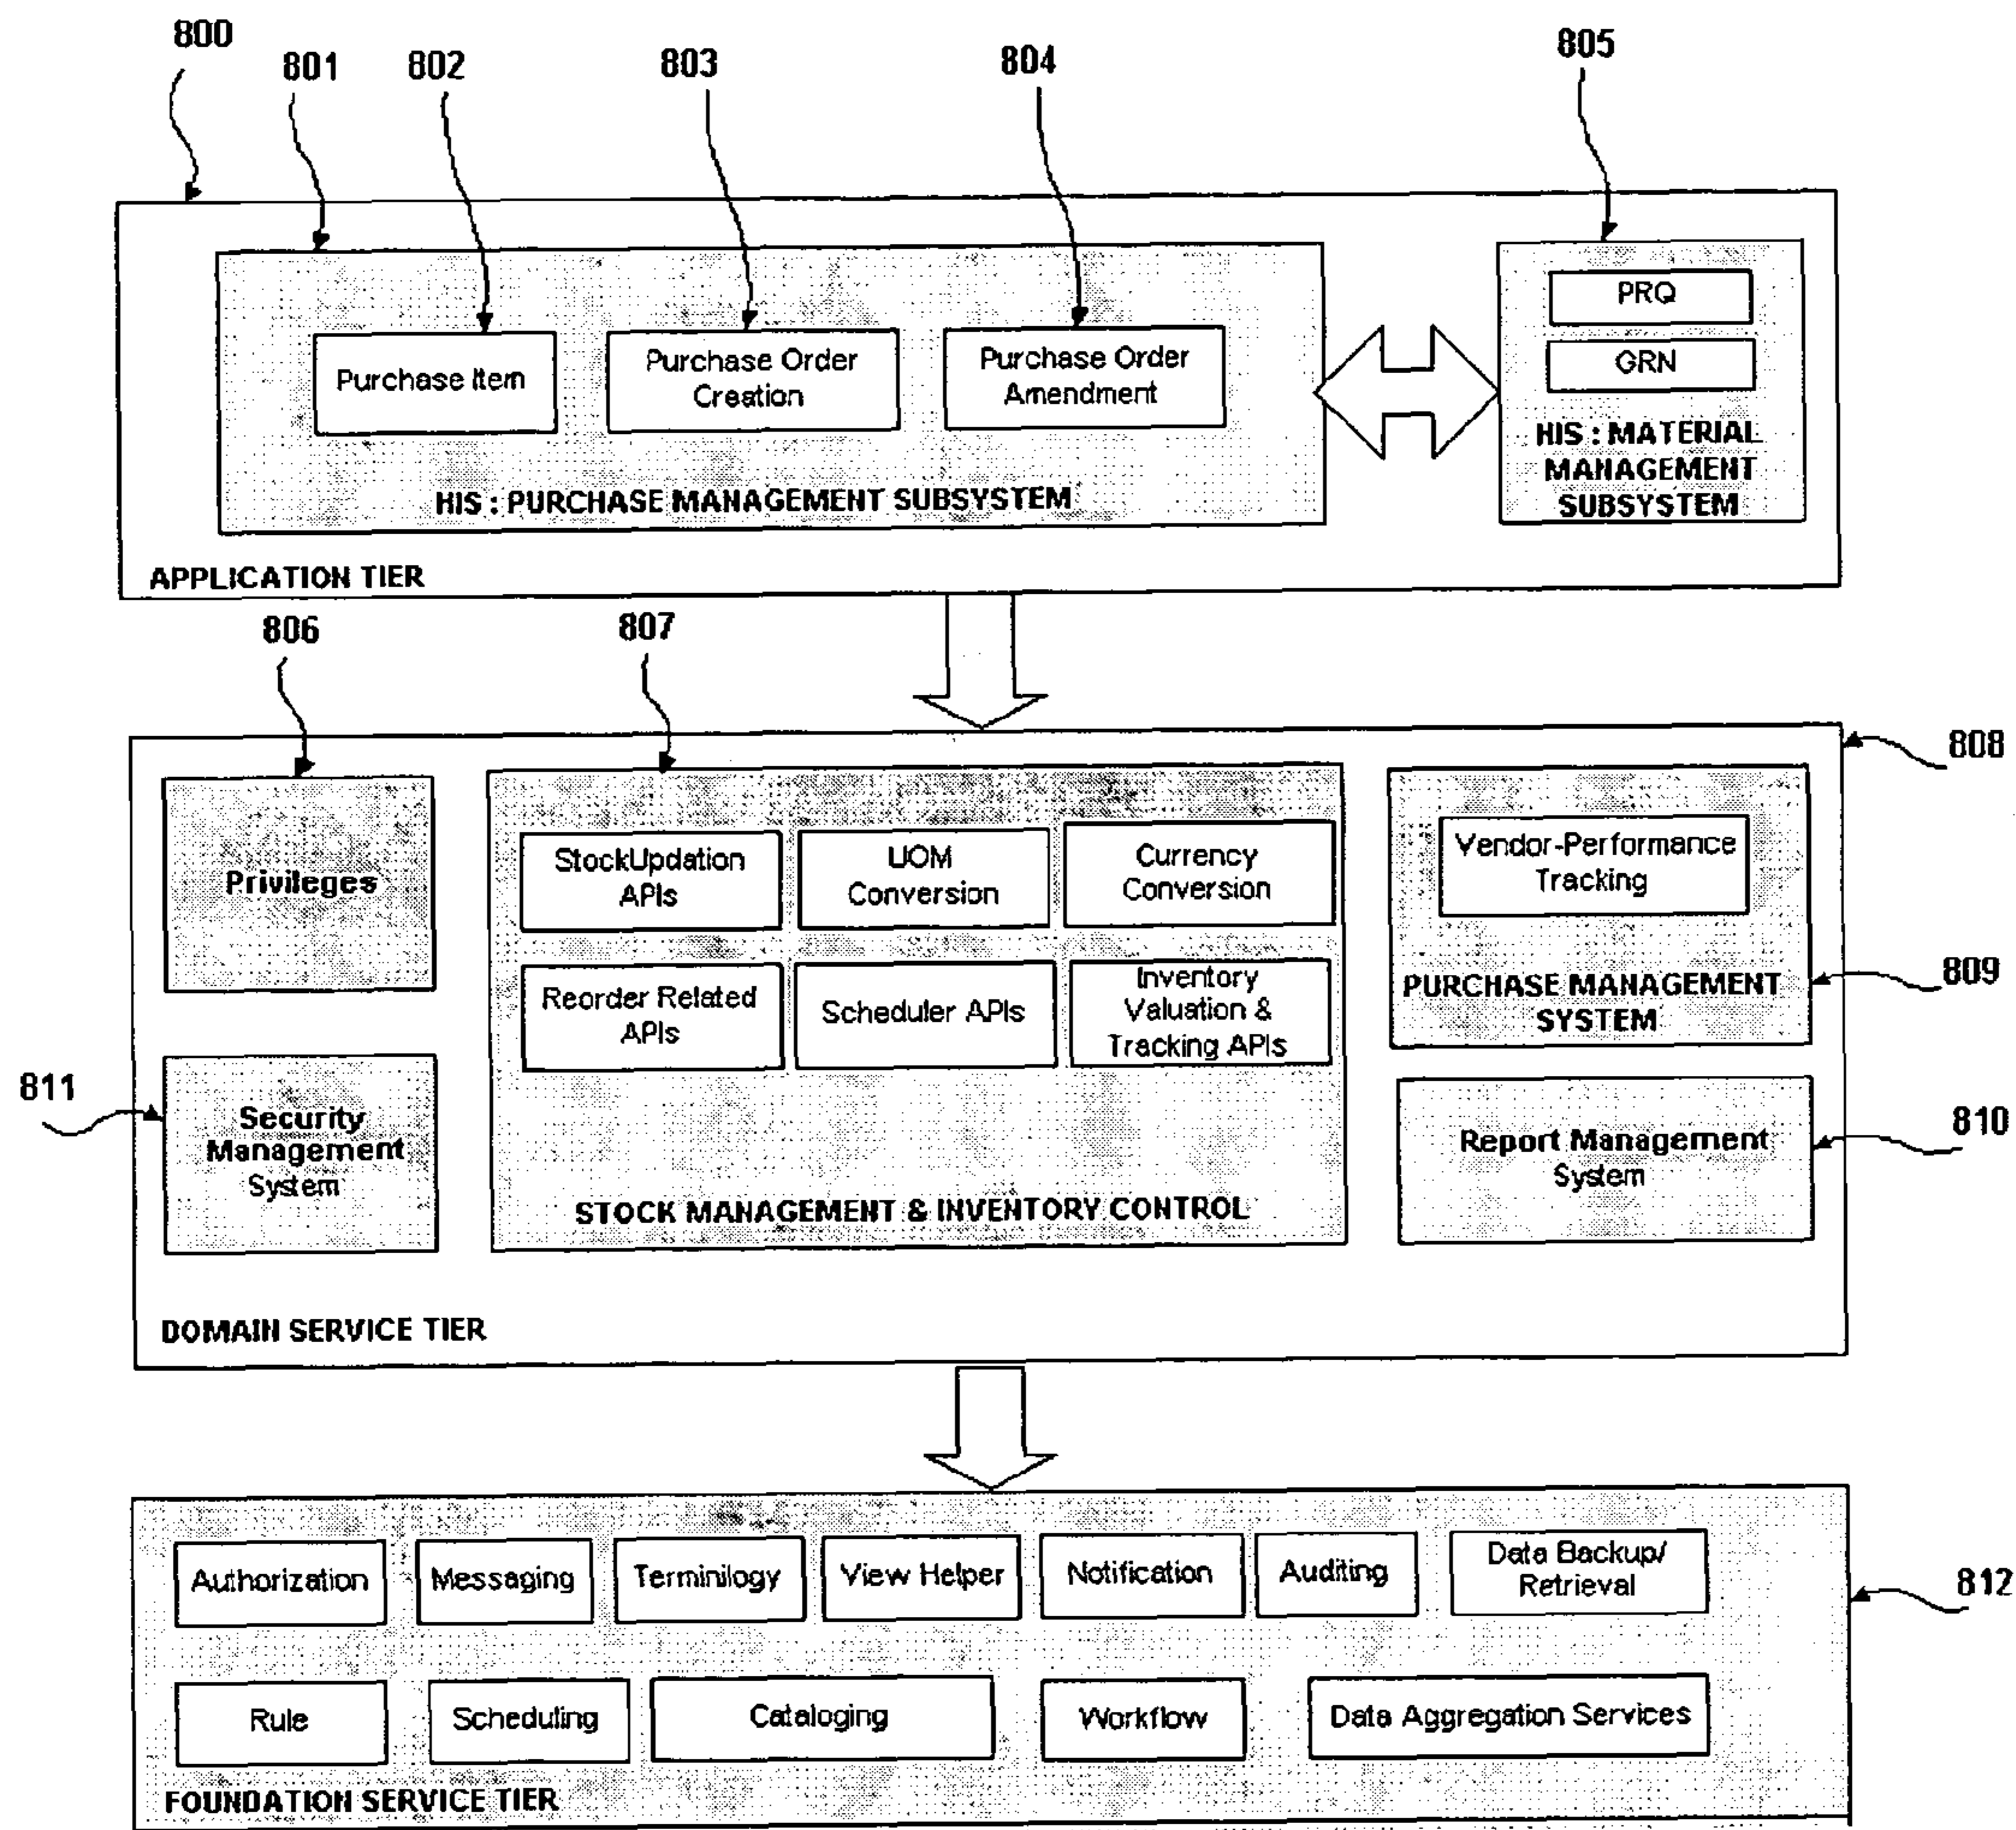 800
801
802
803
804
805
Purchase Item
Purchase Order
Creation
Purchase Order
Amendment
HIS : PURCHASE MANAGEMENT SUBSYSTEM
PRQ
GRN
HIS : MATERIAL
MANAGEMENT
SUBSYSTEM
APPLICATION TIER
806
807
808
Privileges
StockUpdation
APIs
UOM
Conversion
Currency
Conversion
Reorder Related
APIs
Scheduler APIs
Inventory
Valuation &
Tracking APIs
STOCK MANAGEMENT & INVENTORY CONTROL
Vendor-Performance
Tracking
PURCHASE MANAGEMENT
SYSTEM
809
811
Security
Management
System
Report Management
System
810
DOMAIN SERVICE TIER
Authorization
Messaging
Terminilogy
View Helper
Notification
Auditing
Data Backup/
Retrieval
812
Rule
Scheduling
Cataloging
Workflow
Data Aggregation Services
FOUNDATION SERVICE TIER